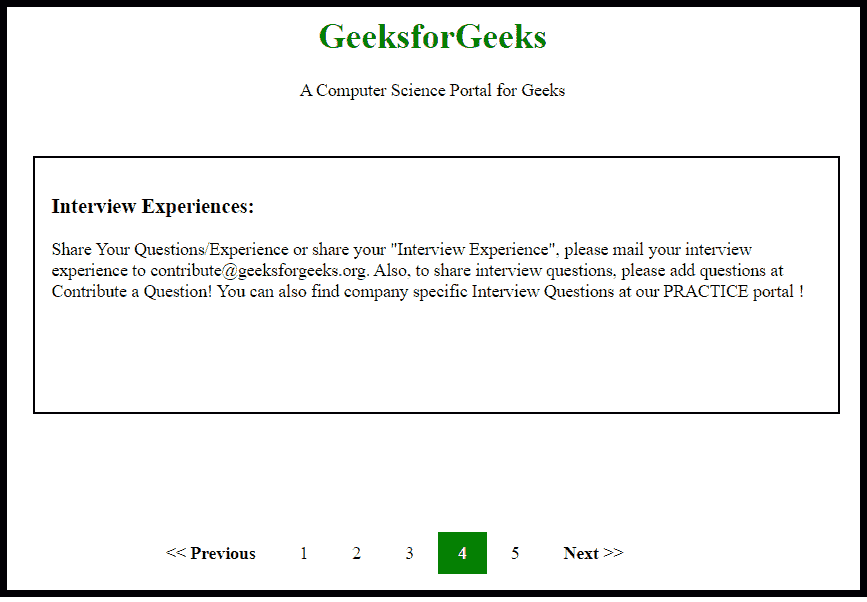 GeeksforGeeks
A Computer Science Portal for Geeks
Interview Experiences:
Share Your Questions/Experience or share your "Interview Experience", please mail your interview
experience to contribute@geeksforgeeks.org. Also, to share interview questions, please add questions at
Contribute a Question! You can also find company specific Interview Questions at our PRACTICE portal !
<< Previous 1 2 3 4 5 Next >>